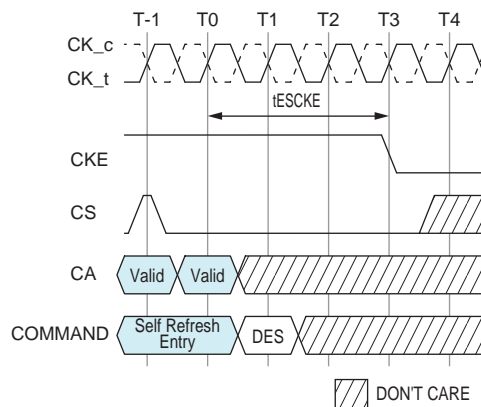 T-1 T0 T1 T2 T3 T4
CK_c
CK_t
tESCKE
CKE
CS
CA Valid Valid
COMMAND Self Refresh Entry DES
DON'T CARE